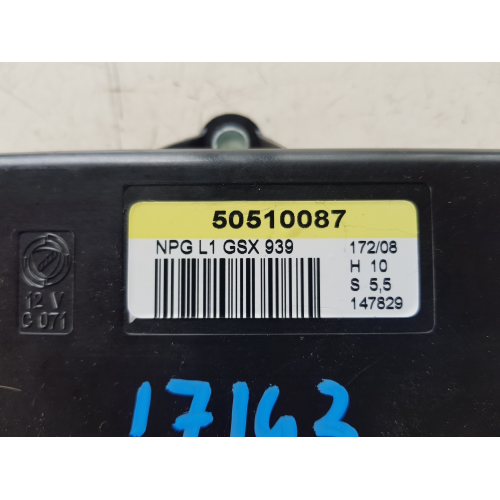 50510087
NPG L1 GSX 939
172/08
H 10
S 5,5
147829
12 V
G 071
17163